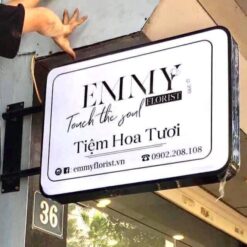 EMMY
FLORIST
Touch the soul
Tiệm Hoa Tươi
emmyflorist.vn
0902.208.108
36